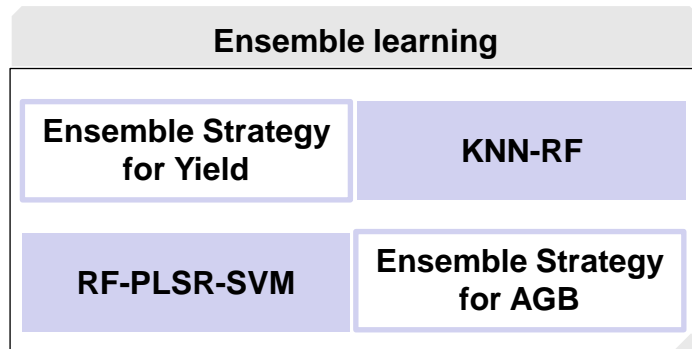 Ensemble learning
Ensemble Strategy
for Yield
KNN-RF
RF-PLSR-SVM
Ensemble Strategy
for AGB